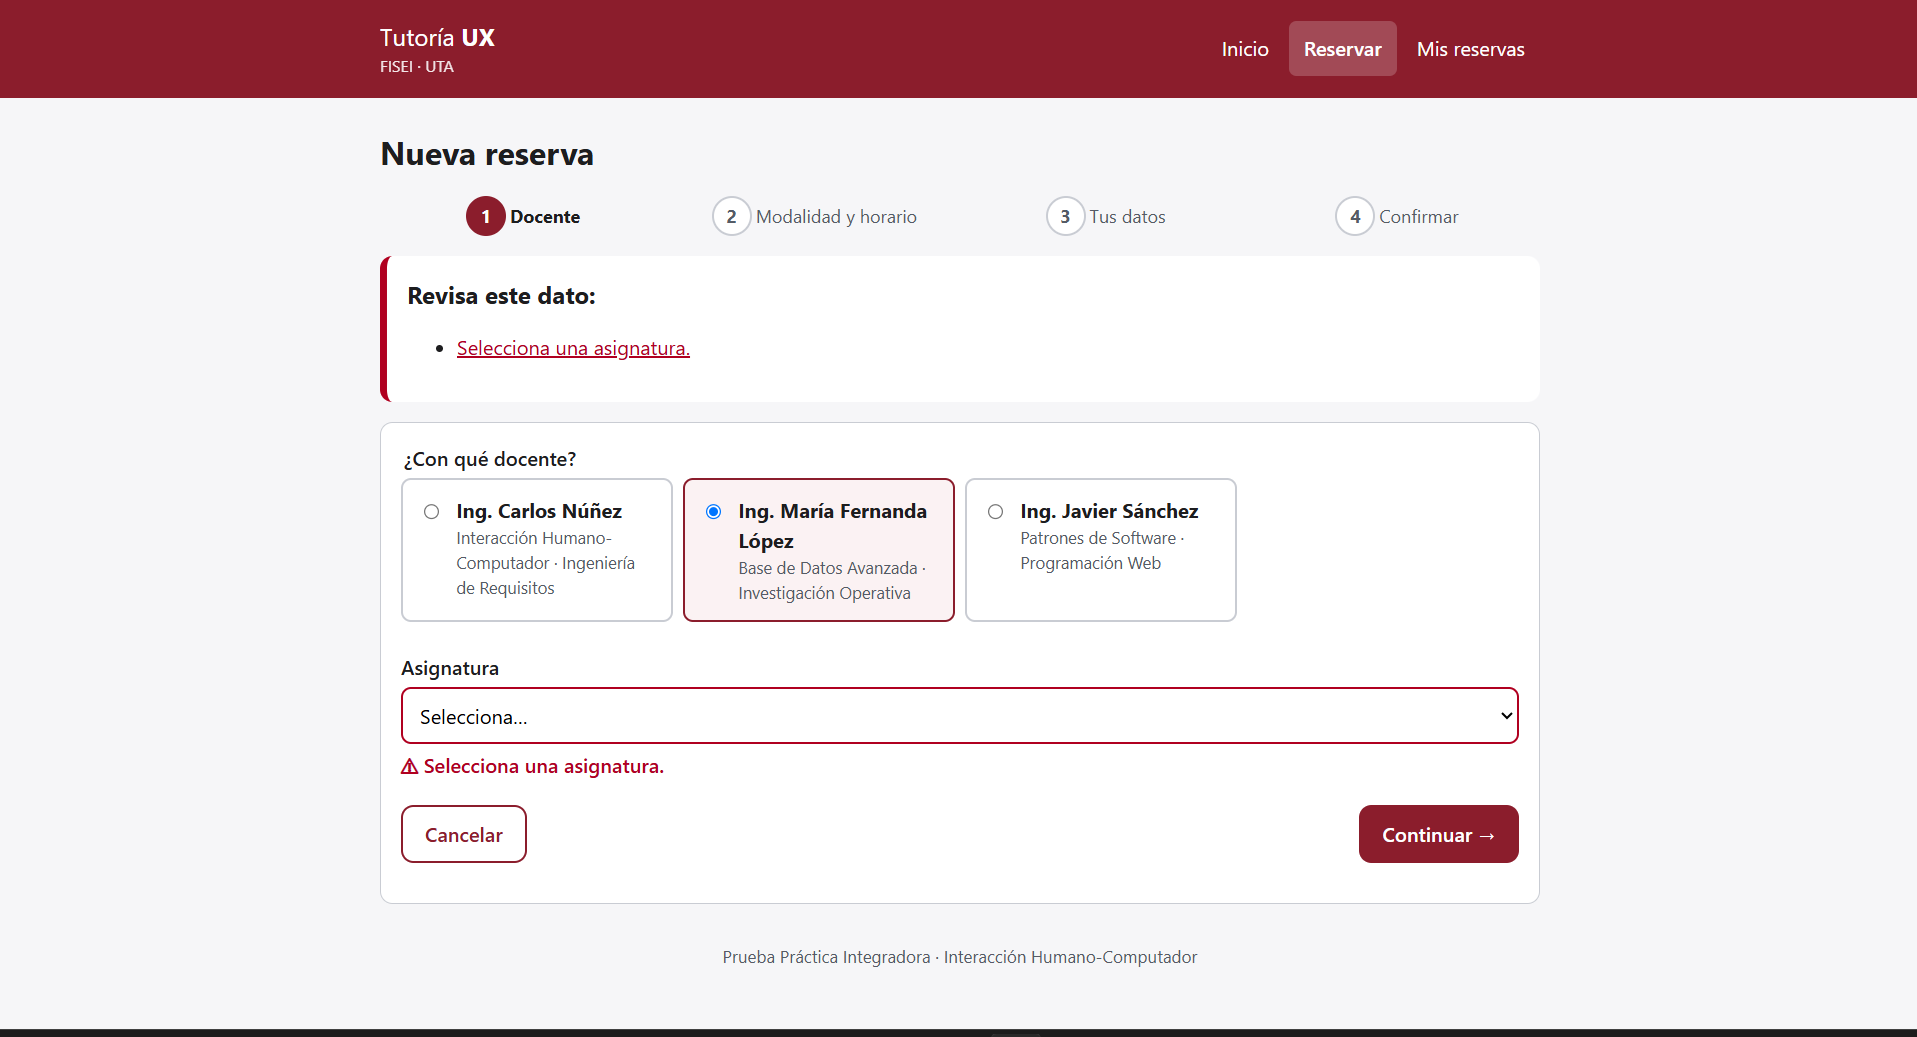 Tutoría UX
FISEI · UTA
Inicio
Reservar
Mis reservas
Nueva reserva
1 Docente
2 Modalidad y horario
3 Tus datos
4 Confirmar
Revisa este dato:
• Selecciona una asignatura.
¿Con qué docente?
Ing. Carlos Núñez
Interacción Humano-
Computador · Ingeniería
de Requisitos
Ing. María Fernanda
López
Base de Datos Avanzada ·
Investigación Operativa
Ing. Javier Sánchez
Patrones de Software ·
Programación Web
Asignatura
Selecciona...
⚠ Selecciona una asignatura.
Cancelar
Continuar →
Prueba Práctica Integradora · Interacción Humano-Computador